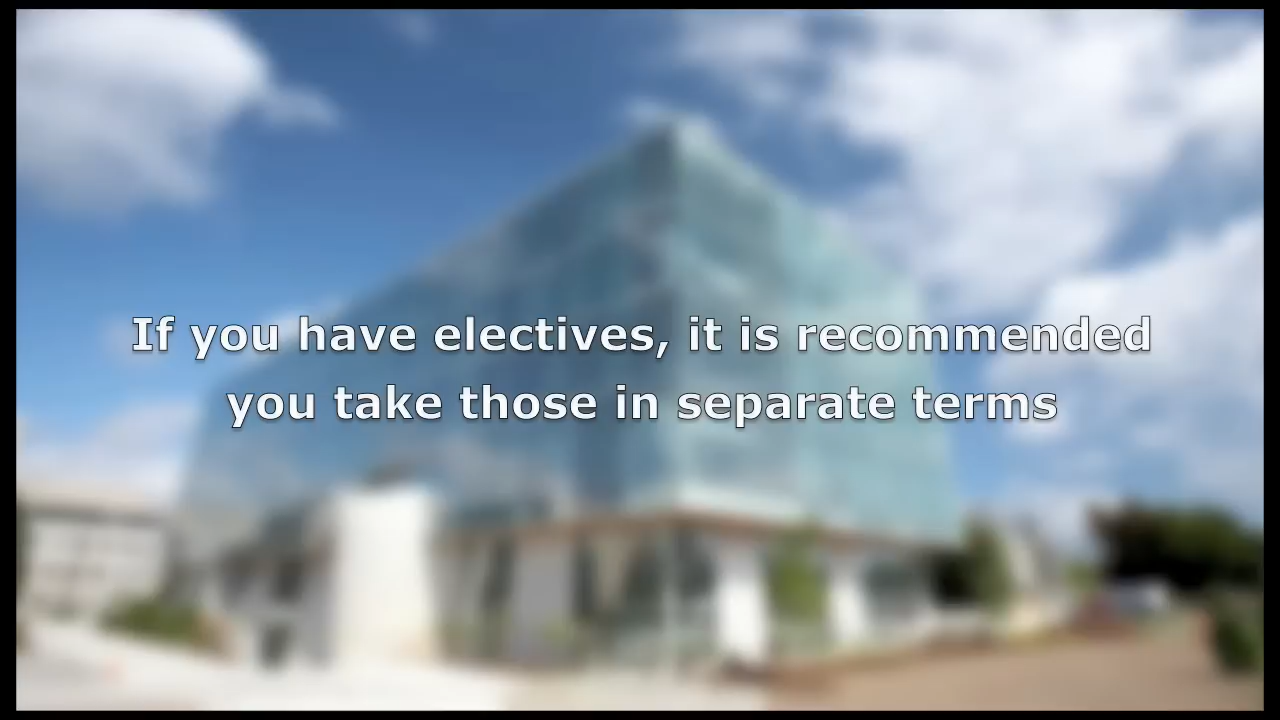 If you have electives, it is recommended
you take those in separate terms